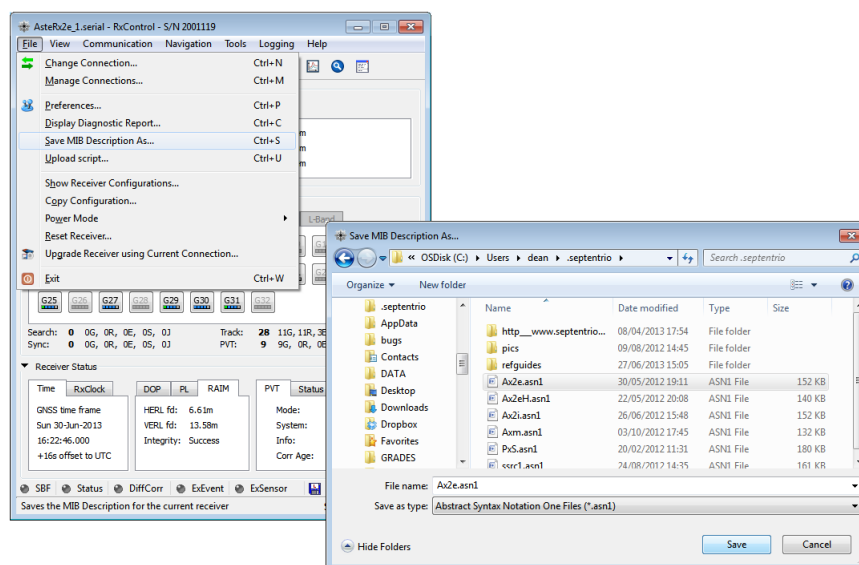 AsteRx2e_1.serial - RxControl - S/N 2001119
File View Communication Navigation Tools Logging Help
Change Connection... Ctrl+N
Manage Connections... Ctrl+M
Preferences... Ctrl+P
Display Diagnostic Report... Ctrl+C
Save MIB Description As... Ctrl+S
Upload script... Ctrl+U
Show Receiver Configurations...
Copy Configuration...
Power Mode
Reset Receiver...
Upgrade Receiver using Current Connection...
Exit Ctrl+W
L-Band
G25 G26 G27 G28 G29 G30 G31 G32
Search: 0 0G, 0R, 0E, 0S, 0J Track: 28 11G, 11R, 3E
Sync: 0 0G, 0R, 0E, 0S, 0J PVT: 9 9G, 0R, 0E
Receiver Status
Time RxClock DOP PL RAIM PVT Status
GNSS time frame HERL fd: 6.61m Mode:
Sun 30-Jun-2013 VERL fd: 13.58m System:
16:22:46.000 Integrity: Success Info:
+16s offset to UTC Corr Age:
SBF Status DiffCorr ExEvent ExSensor
Saves the MIB Description for the current receiver
Save MIB Description As...
« OSDisk (C:) Users dean .septentrio Search .septentrio
Organize New folder
.septentrio
AppData
bugs
Contacts
DATA
Desktop
Downloads
Dropbox
Favorites
GRADES
Name Date modified Type Size
http__www.septentrio... 08/04/2013 17:54 File folder
pics 09/08/2012 14:45 File folder
refguides 27/06/2013 15:05 File folder
Ax2e.asn1 30/05/2012 19:11 ASN1 File 152 KB
Ax2eH.asn1 22/05/2012 20:08 ASN1 File 140 KB
Ax2i.asn1 26/06/2012 15:48 ASN1 File 152 KB
Axm.asn1 03/10/2012 17:45 ASN1 File 132 KB
PxS.asn1 20/02/2012 11:31 ASN1 File 180 KB
ssrc1.asn1 24/08/2012 14:35 ASN1 File 161 KB
File name: Ax2e.asn1
Save as type: Abstract Syntax Notation One Files (*.asn1)
Hide Folders Save Cancel